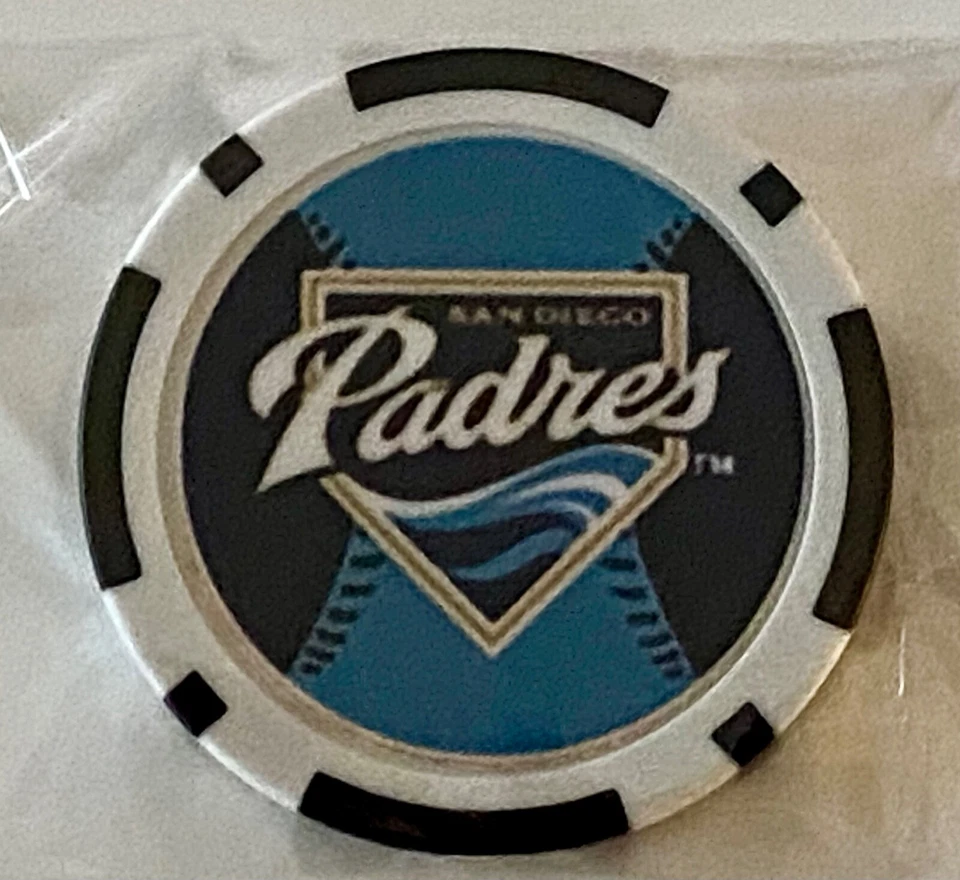 SAN DIEGO
Padres
TM